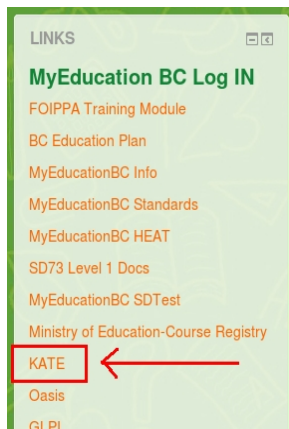 LINKS
MyEducation BC Log IN
FOIPPA Training Module
BC Education Plan
MyEducationBC Info
MyEducationBC Standards
MyEducationBC HEAT
SD73 Level 1 Docs
MyEducationBC SDTest
Ministry of Education-Course Registry
KATE
Oasis
GLPI